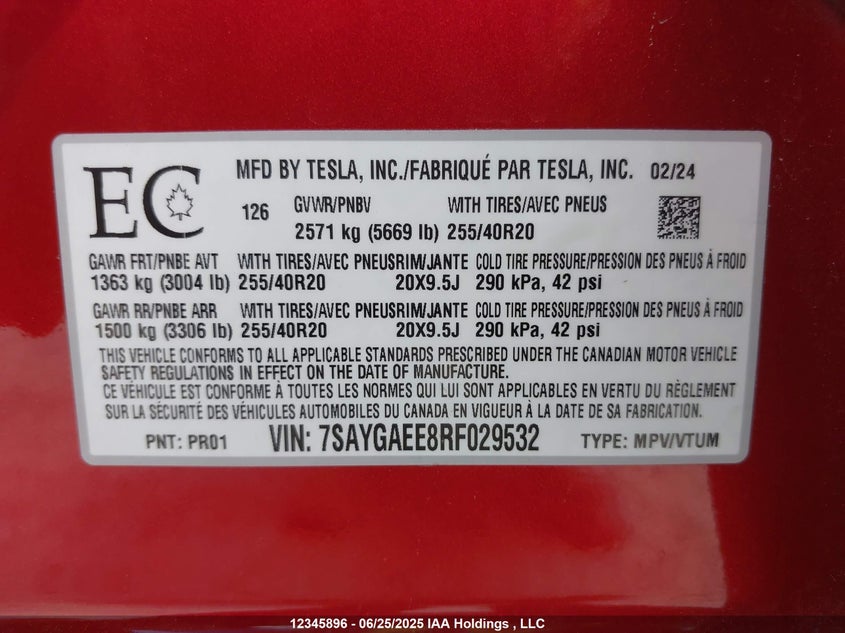 EC
MFD BY TESLA, INC./FABRIQUÉ PAR TESLA, INC. 02/24
126 GVWR/PNBV WITH TIRES/AVEC PNEUS
2571 kg (5669 lb) 255/40R20
GAWR FRT/PNBE AVT WITH TIRES/AVEC PNEUS RIM/JANTE COLD TIRE PRESSURE/PRESSION DES PNEUS À FROID
1363 kg (3004 lb) 255/40R20 20X9.5J 290 kPa, 42 psi
GAWR RR/PNBE ARR WITH TIRES/AVEC PNEUS RIM/JANTE COLD TIRE PRESSURE/PRESSION DES PNEUS À FROID
1500 kg (3306 lb) 255/40R20 20X9.5J 290 kPa, 42 psi
THIS VEHICLE CONFORMS TO ALL APPLICABLE STANDARDS PRESCRIBED UNDER THE CANADIAN MOTOR VEHICLE
SAFETY REGULATIONS IN EFFECT ON THE DATE OF MANUFACTURE.
CE VÉHICULE EST CONFORME À TOUTES LES NORMES QUI LUI SONT APPLICABLES EN VERTU DU RÈGLEMENT
SUR LA SÉCURITÉ DES VÉHICULES AUTOMOBILES DU CANADA EN VIGUEUR À LA DATE DE SA FABRICATION.
PNT: PR01 VIN: 7SAYGAEE8RF029532 TYPE: MPV/VTUM
12345896 - 06/25/2025 IAA Holdings , LLC